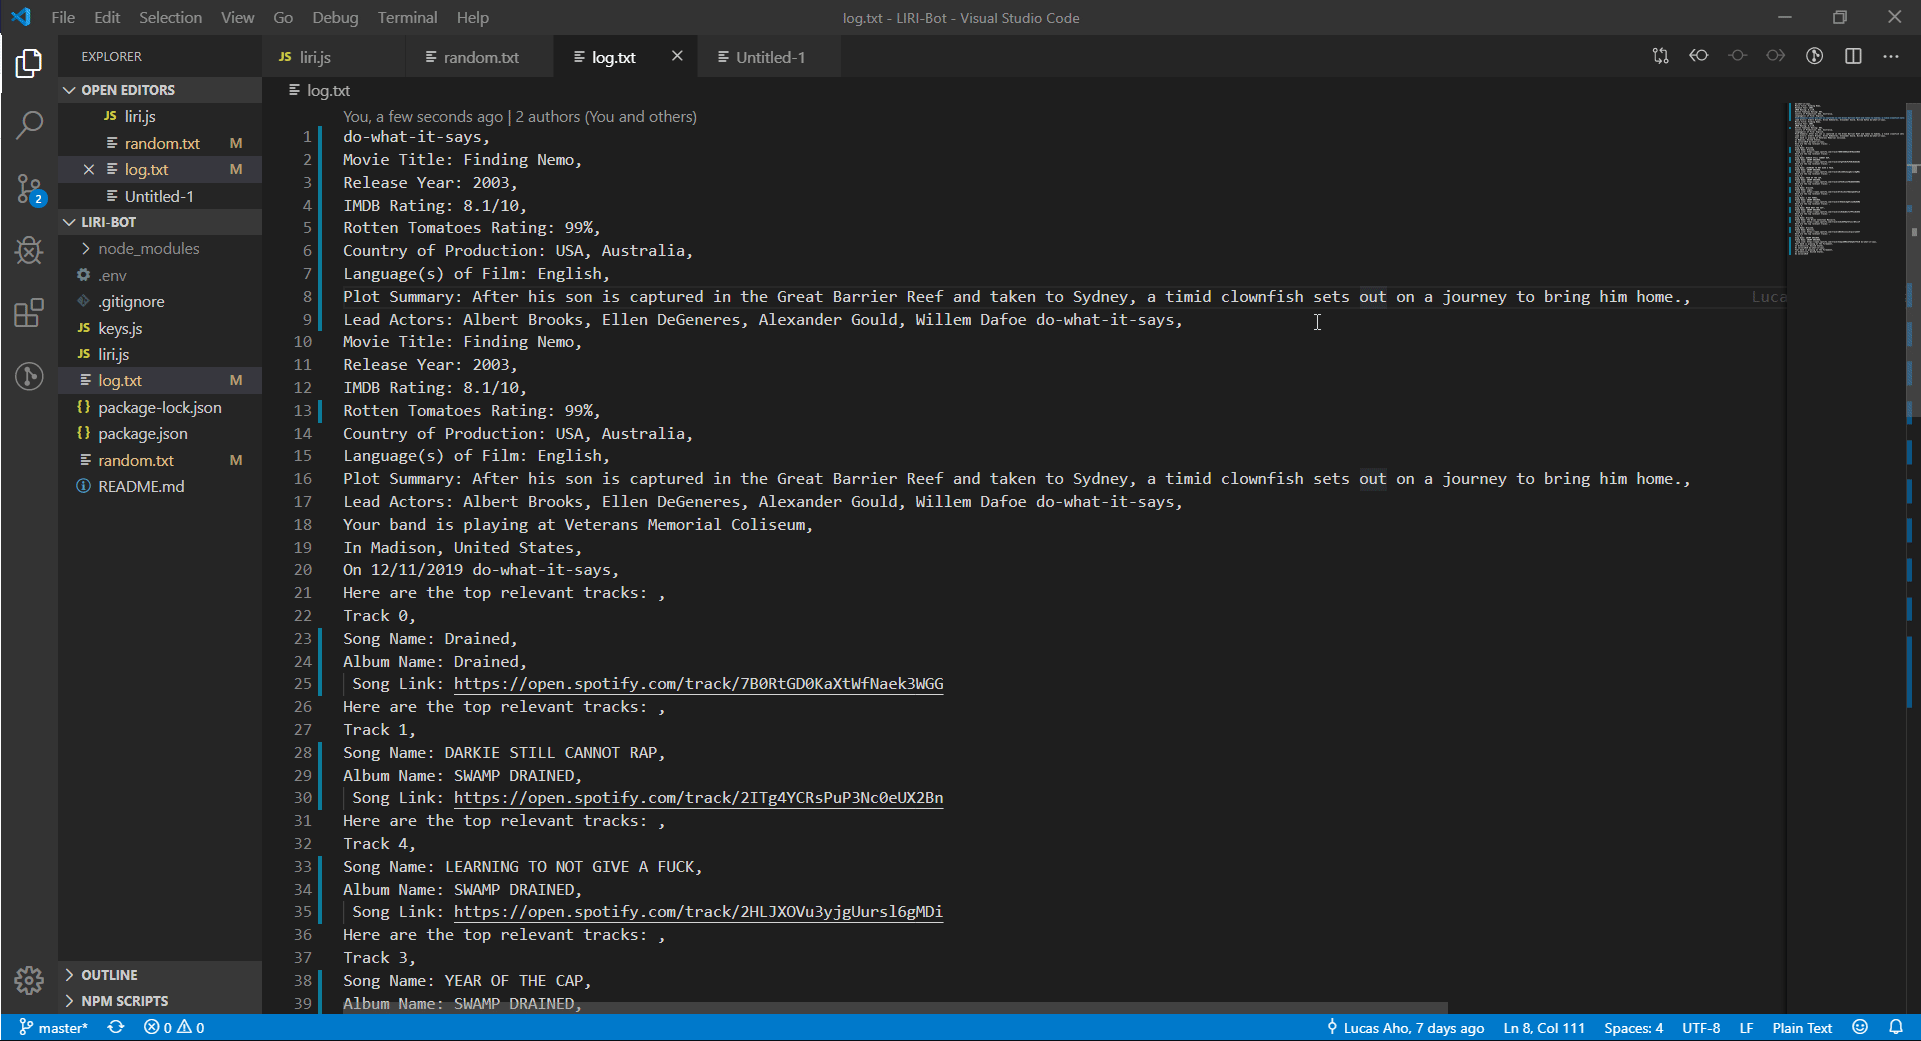 File Edit Selection View Go Debug Terminal Help
log.txt - LIRI-Bot - Visual Studio Code
EXPLORER
JS liri.js
random.txt
log.txt
Untitled-1
OPEN EDITORS
JS liri.js
random.txt M
log.txt M
Untitled-1
2
LIRI-BOT
node_modules
.env
.gitignore
JS keys.js
JS liri.js
log.txt M
{} package-lock.json
{} package.json
random.txt M
README.md
OUTLINE
NPM SCRIPTS
log.txt
You, a few seconds ago | 2 authors (You and others)
1 do-what-it-says,
2 Movie Title: Finding Nemo,
3 Release Year: 2003,
4 IMDB Rating: 8.1/10,
5 Rotten Tomatoes Rating: 99%,
6 Country of Production: USA, Australia,
7 Language(s) of Film: English,
8 Plot Summary: After his son is captured in the Great Barrier Reef and taken to Sydney, a timid clownfish sets out on a journey to bring him home., Luca
9 Lead Actors: Albert Brooks, Ellen DeGeneres, Alexander Gould, Willem Dafoe do-what-it-says,
10 Movie Title: Finding Nemo,
11 Release Year: 2003,
12 IMDB Rating: 8.1/10,
13 Rotten Tomatoes Rating: 99%,
14 Country of Production: USA, Australia,
15 Language(s) of Film: English,
16 Plot Summary: After his son is captured in the Great Barrier Reef and taken to Sydney, a timid clownfish sets out on a journey to bring him home.,
17 Lead Actors: Albert Brooks, Ellen DeGeneres, Alexander Gould, Willem Dafoe do-what-it-says,
18 Your band is playing at Veterans Memorial Coliseum,
19 In Madison, United States,
20 On 12/11/2019 do-what-it-says,
21 Here are the top relevant tracks: ,
22 Track 0,
23 Song Name: Drained,
24 Album Name: Drained,
25 Song Link: https://open.spotify.com/track/7B0RtGD0KaXtWfNaek3WGG
26 Here are the top relevant tracks: ,
27 Track 1,
28 Song Name: DARKIE STILL CANNOT RAP,
29 Album Name: SWAMP DRAINED,
30 Song Link: https://open.spotify.com/track/2ITg4YCRsPuP3Nc0eUX2Bn
31 Here are the top relevant tracks: ,
32 Track 4,
33 Song Name: LEARNING TO NOT GIVE A FUCK,
34 Album Name: SWAMP DRAINED,
35 Song Link: https://open.spotify.com/track/2HLJXOVu3yjgUursl6gMDi
36 Here are the top relevant tracks: ,
37 Track 3,
38 Song Name: YEAR OF THE CAP,
39 Album Name: SWAMP DRAINED,
master* 0 0
Lucas Aho, 7 days ago Ln 8, Col 111 Spaces: 4 UTF-8 LF Plain Text